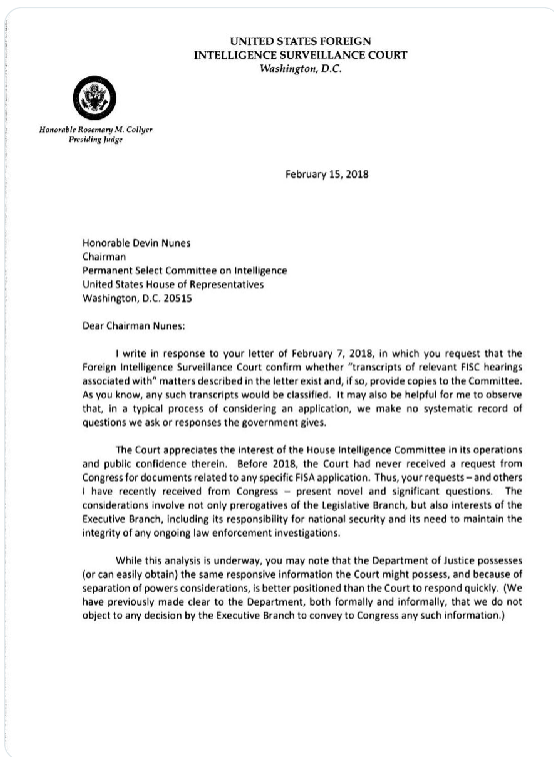 UNITED STATES FOREIGN
INTELLIGENCE SURVEILLANCE COURT
Washington, D.C.
Honorable Rosemary M. Collyer
Presiding Judge
February 15, 2018
Honorable Devin Nunes
Chairman
Permanent Select Committee on Intelligence
United States House of Representatives
Washington, D.C. 20515
Dear Chairman Nunes:
I write in response to your letter of February 7, 2018, in which you request that the
Foreign Intelligence Surveillance Court confirm whether "transcripts of relevant FISC hearings
associated with" matters described in the letter exist and, if so, provide copies to the Committee.
As you know, any such transcripts would be classified. It may also be helpful for me to observe
that, in a typical process of considering an application, we make no systematic record of
questions we ask or responses the government gives.
The Court appreciates the interest of the House Intelligence Committee in its operations
and public confidence therein. Before 2018, the Court had never received a request from
Congress for documents related to any specific FISA application. Thus, your requests – and others
I have recently received from Congress – present novel and significant questions. The
considerations involve not only prerogatives of the Legislative Branch, but also interests of the
Executive Branch, including its responsibility for national security and its need to maintain the
integrity of any ongoing law enforcement investigations.
While this analysis is underway, you may note that the Department of Justice possesses
(or can easily obtain) the same responsive information the Court might possess, and because of
separation of powers considerations, is better positioned than the Court to respond quickly. (We
have previously made clear to the Department, both formally and informally, that we do not
object to any decision by the Executive Branch to convey to Congress any such information.)